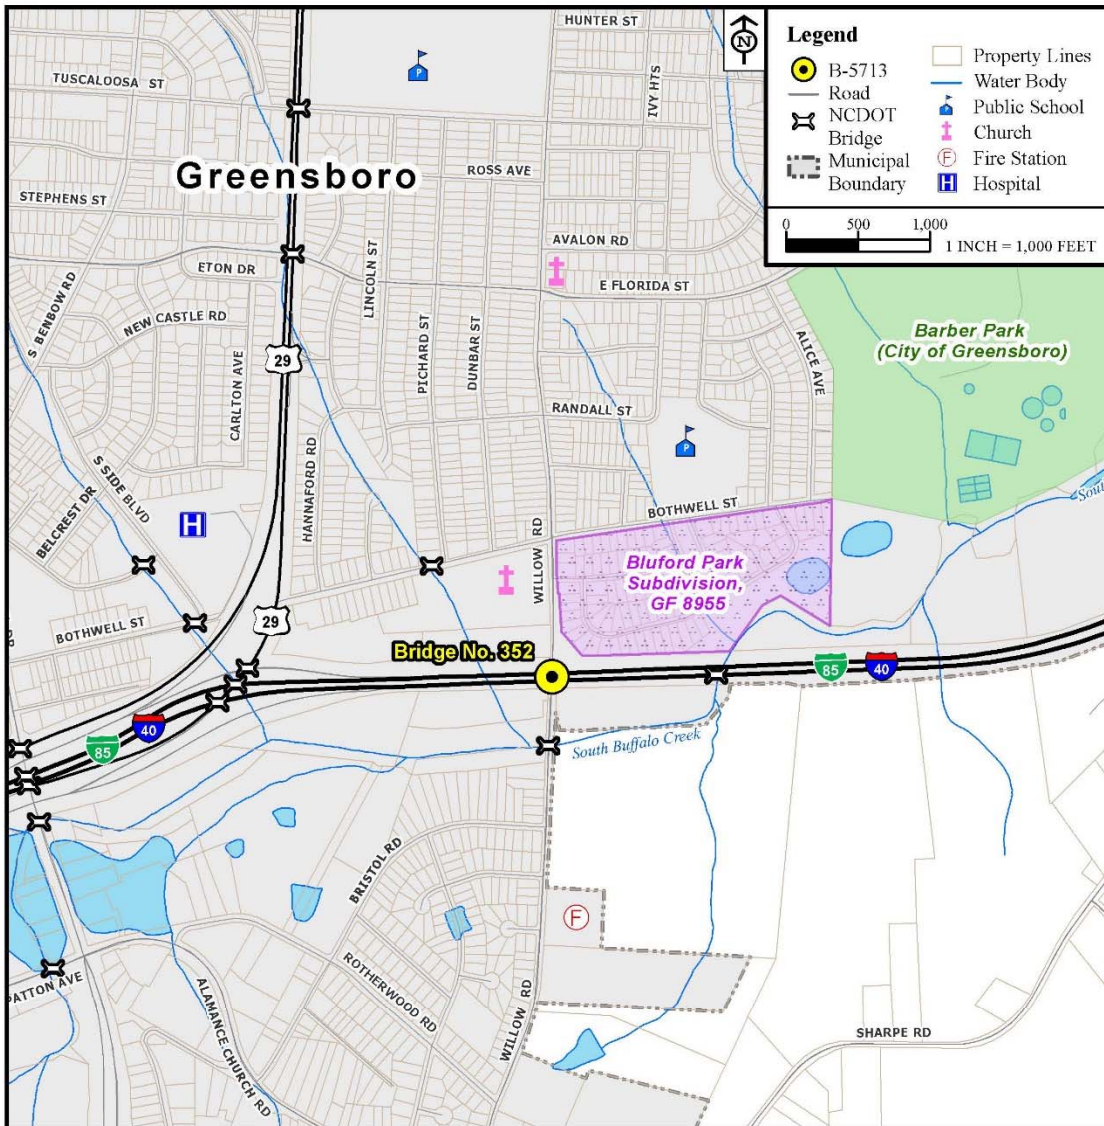 HUNTER ST
TUSCALOOSA ST
IVY HTS
N
Legend
B-5713
Road
NCDOT
Bridge
Municipal
Boundary
Property Lines
Water Body
P
Public School
Church
F
Fire Station
H
Hospital
0 500 1,000
1 INCH = 1,000 FEET
P
Greensboro
ROSS AVE
STEPHENS ST
LINCOLN ST
AVALON RD
ETON DR
E FLORIDA ST
S BENBOW RD
NEW CASTLE RD
29
PICHARD ST
DUNBAR ST
ALICE AVE
Barber Park
(City of Greensboro)
CARLTON AVE
RANDALL ST
HANNAFORD RD
P
S SIDE BLVD
BELCREST DR
H
WILLOW RD
BOTHWELL ST
South
Bluford Park
Subdivision,
GF 8955
BOTHWELL ST
29
Bridge No. 352
85
40
85
40
South Buffalo Creek
BRISTOL RD
F
ROTHERWOOD RD
PATTON AVE
ALAMANCE CHURCH RD
WILLOW RD
SHARPE RD